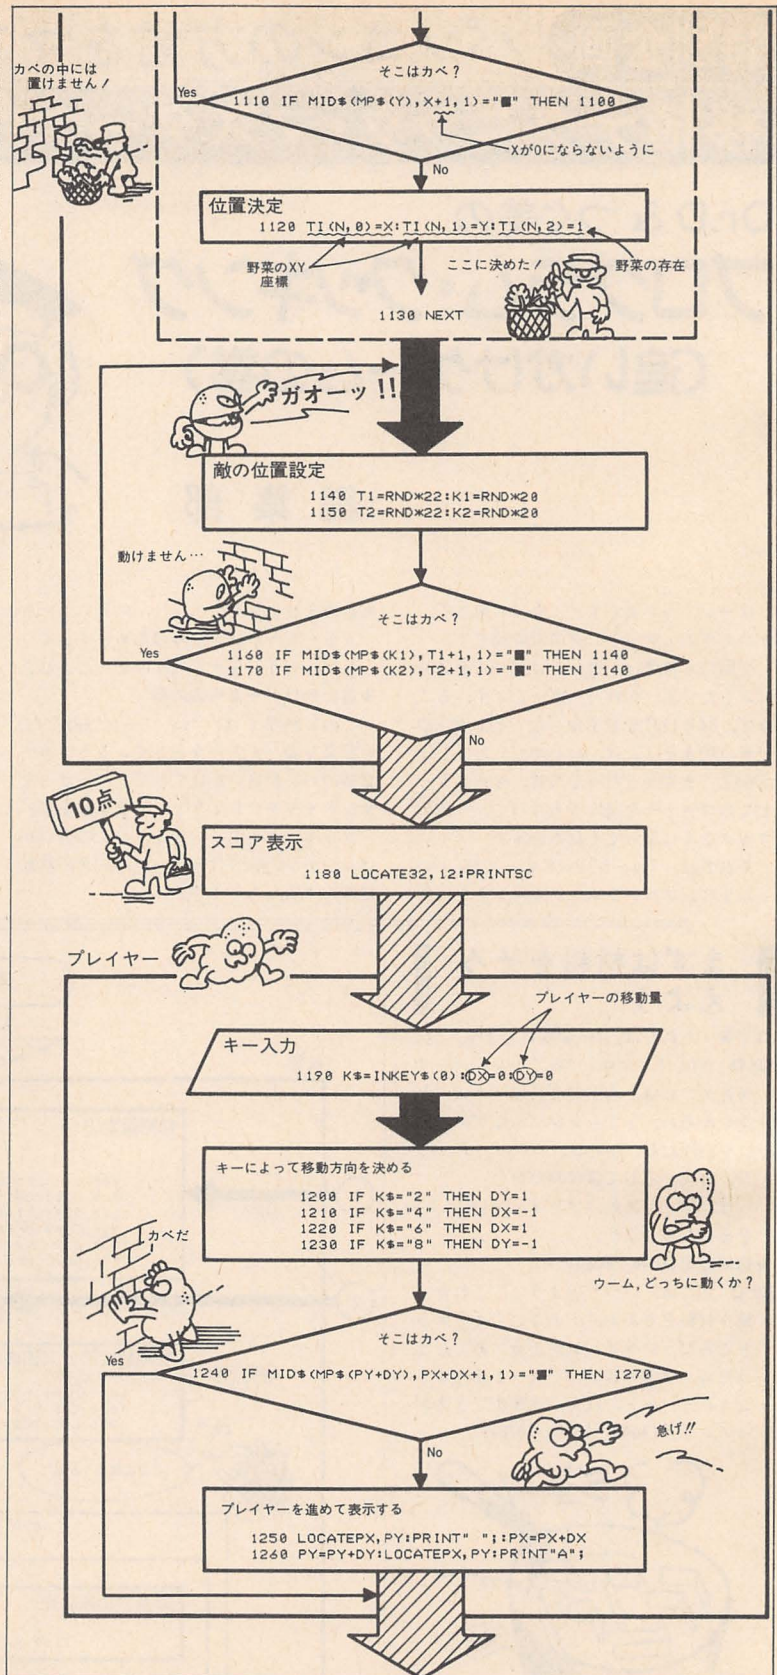 カベの中には
置けません！
そこはカベ？
Yes
1110 IF MID$(MP$(Y),X+1,1)="■" THEN 1100
Xが0にならないように
No
位置決定
1120 TI(N,0)=X:TI(N,1)=Y:TI(N,2)=1
野菜のXY
座標
ここに決めた！
野菜の存在
1130 NEXT
ガオーッ!!
敵の位置設定
1140 T1=RND*22:K1=RND*20
1150 T2=RND*22:K2=RND*20
動けません…
そこはカベ？
Yes
1160 IF MID$(MP$(K1),T1+1,1)="■" THEN 1140
1170 IF MID$(MP$(K2),T2+1,1)="■" THEN 1140
No
10点
スコア表示
1180 LOCATE32,12:PRINTSC
プレイヤー
プレイヤーの移動量
キー入力
1190 K$=INKEY$(0):DX=0:DY=0
キーによって移動方向を決める
1200 IF K$="2" THEN DY=1
1210 IF K$="4" THEN DX=-1
1220 IF K$="6" THEN DX=1
1230 IF K$="8" THEN DY=-1
カベだ
ウーム，どっちに動くか？
そこはカベ？
Yes
1240 IF MID$(MP$(PY+DY),PX+DX+1,1)="■" THEN 1270
急げ!!
No
プレイヤーを進めて表示する
1250 LOCATEPX,PY:PRINT" ";:PX=PX+DX
1260 PY=PY+DY:LOCATEPX,PY:PRINT"A";